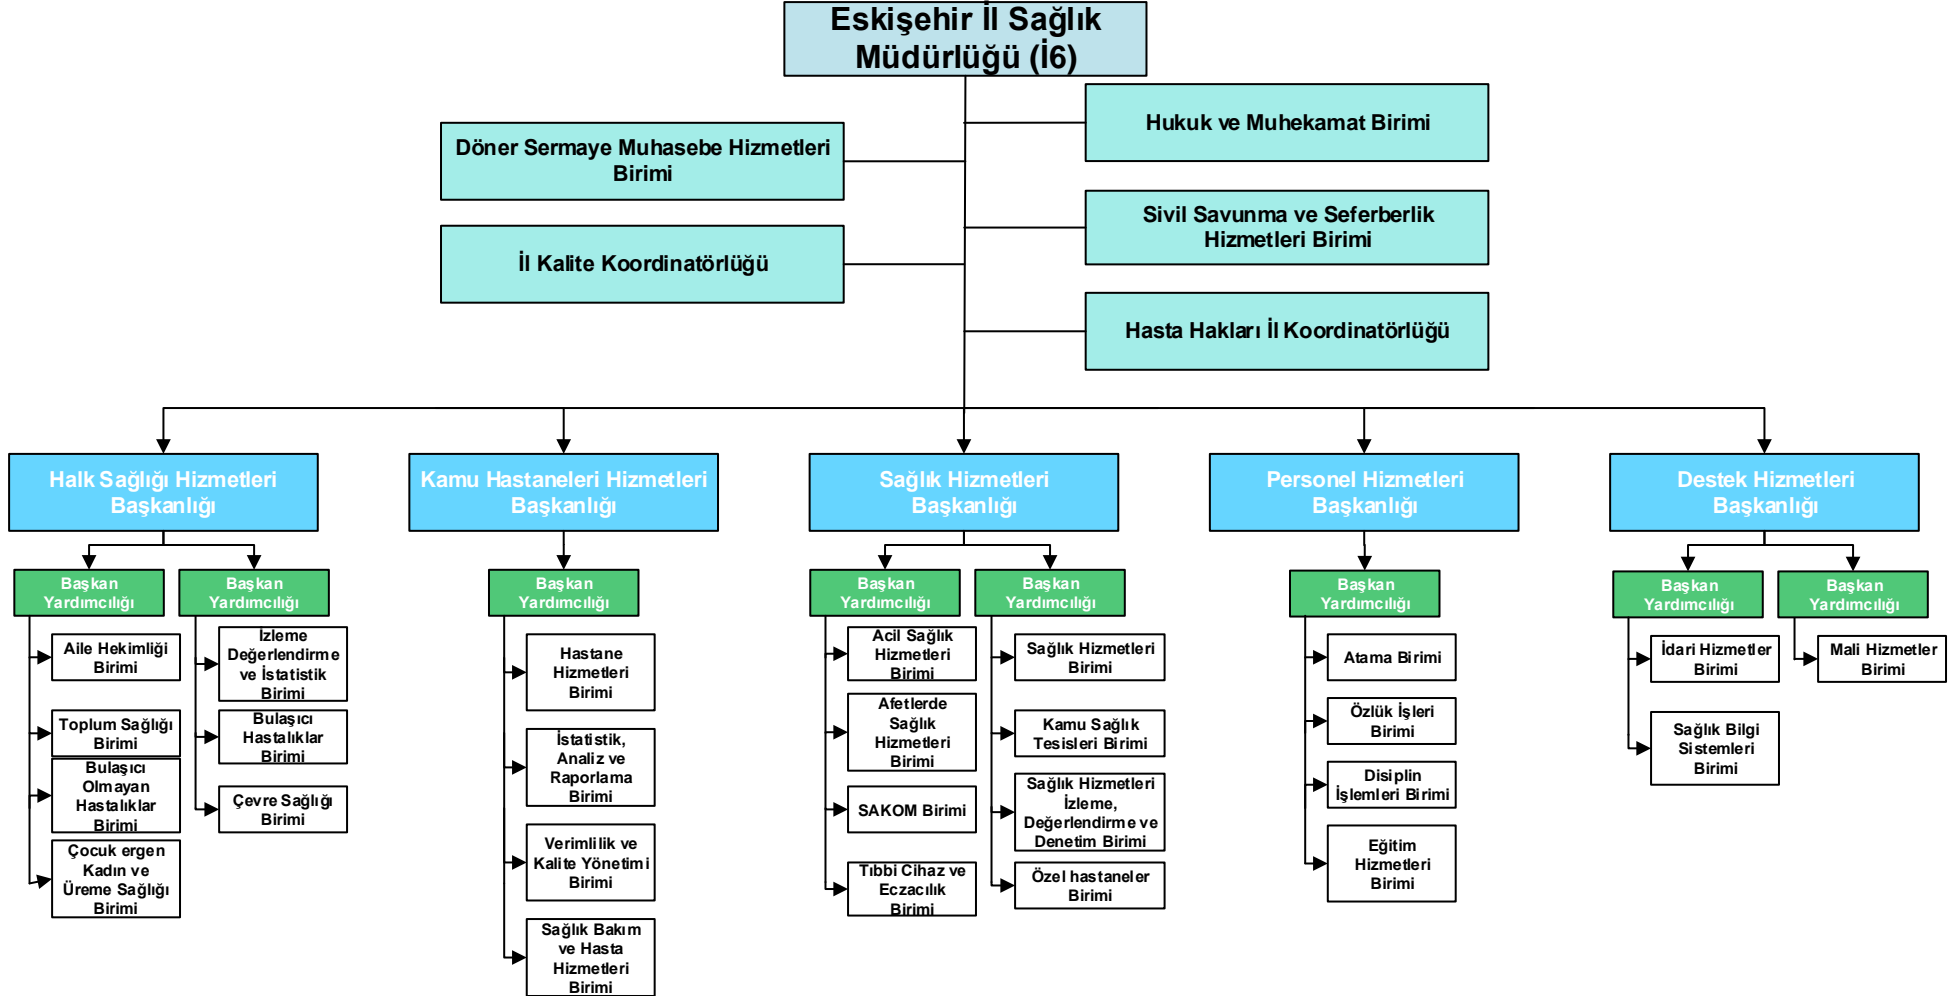 Eskişehir İl Sağlık
Müdürlüğü (İ6)
Hukuk ve Muhekamat Birimi
Döner Sermaye Muhasebe Hizmetleri
Birimi
Sivil Savunma ve Seferberlik
Hizmetleri Birimi
İl Kalite Koordinatörlüğü
Hasta Hakları İl Koordinatörlüğü
Halk Sağlığı Hizmetleri
Başkanlığı
Kamu Hastaneleri Hizmetleri
Başkanlığı
Sağlık Hizmetleri
Başkanlığı
Personel Hizmetleri
Başkanlığı
Destek Hizmetleri
Başkanlığı
Başkan
Yardımcılığı
Aile Hekimliği
Birimi
Toplum Sağlığı
Birimi
Bulaşıcı
Olmayan
Hastalıklar
Birimi
Çocuk ergen
Kadın ve
Üreme Sağlığı
Birimi
Başkan
Yardımcılığı
İzleme
Değerlendirme
ve İstatistik
Birimi
Bulaşıcı
Hastalıklar
Birimi
Çevre Sağlığı
Birimi
Başkan
Yardımcılığı
Hastane
Hizmetleri
Birimi
İstatistik,
Analiz ve
Raporlama
Birimi
Verimlilik ve
Kalite Yönetimi
Birimi
Sağlık Bakım
ve Hasta
Hizmetleri
Birimi
Başkan
Yardımcılığı
Acil Sağlık
Hizmetleri
Birimi
Afetlerde
Sağlık
Hizmetleri
Birimi
SAKOM Birimi
Tıbbi Cihaz ve
Eczacılık
Birimi
Başkan
Yardımcılığı
Sağlık Hizmetleri
Birimi
Kamu Sağlık
Tesisleri Birimi
Sağlık Hizmetleri
İzleme,
Değerlendirme ve
Denetim Birimi
Özel hastaneler
Birimi
Başkan
Yardımcılığı
Atama Birimi
Özlük İşleri
Birimi
Disiplin
İşlemleri Birimi
Eğitim
Hizmetleri
Birimi
Başkan
Yardımcılığı
İdari Hizmetler
Birimi
Sağlık Bilgi
Sistemleri
Birimi
Başkan
Yardımcılığı
Mali Hizmetler
Birimi